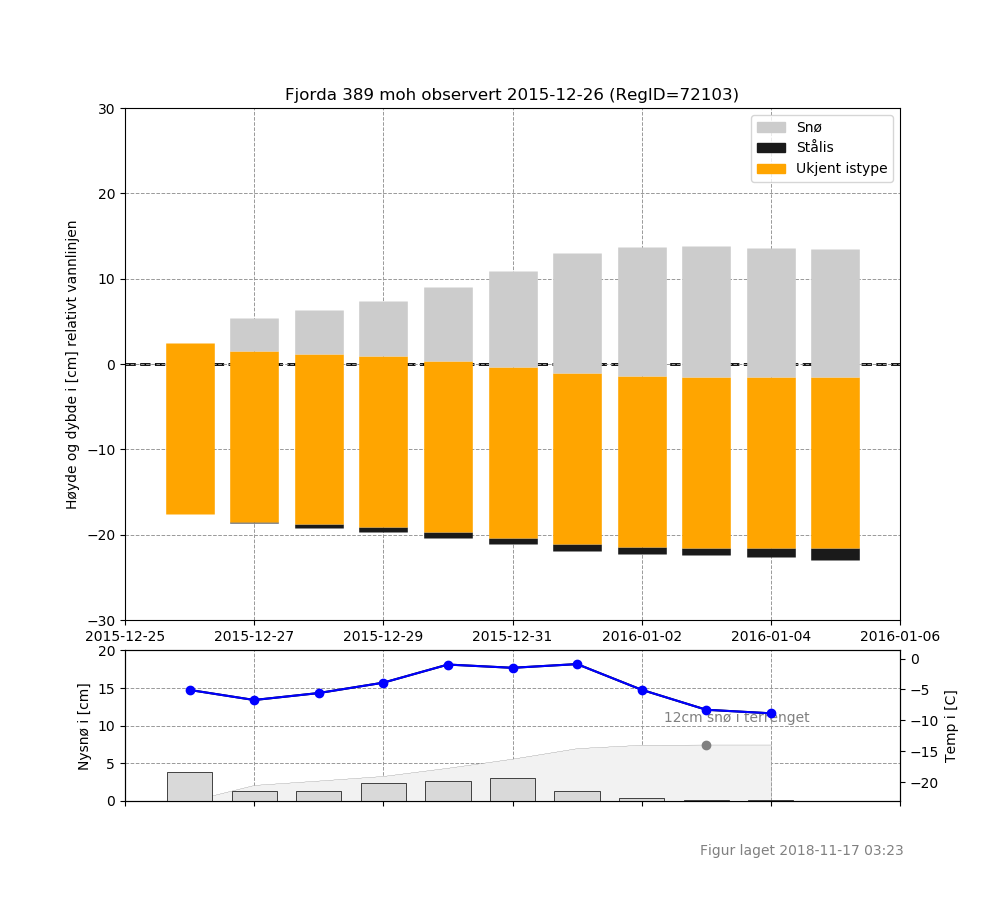 Fjorda 389 moh observert 2015-12-26 (RegID=72103)
Snø
Stålis
Ukjent istype
Høyde og dybde i [cm] relativt vannlinjen
30
20
10
0
−10
−20
−30
2015-12-25
2015-12-27
2015-12-29
2015-12-31
2016-01-02
2016-01-04
2016-01-06
Nysnø i [cm]
20
15
10
5
0
12cm snø i terrenget
0
−5
−10
−15
−20
Temp i [C]
Figur laget 2018-11-17 03:23